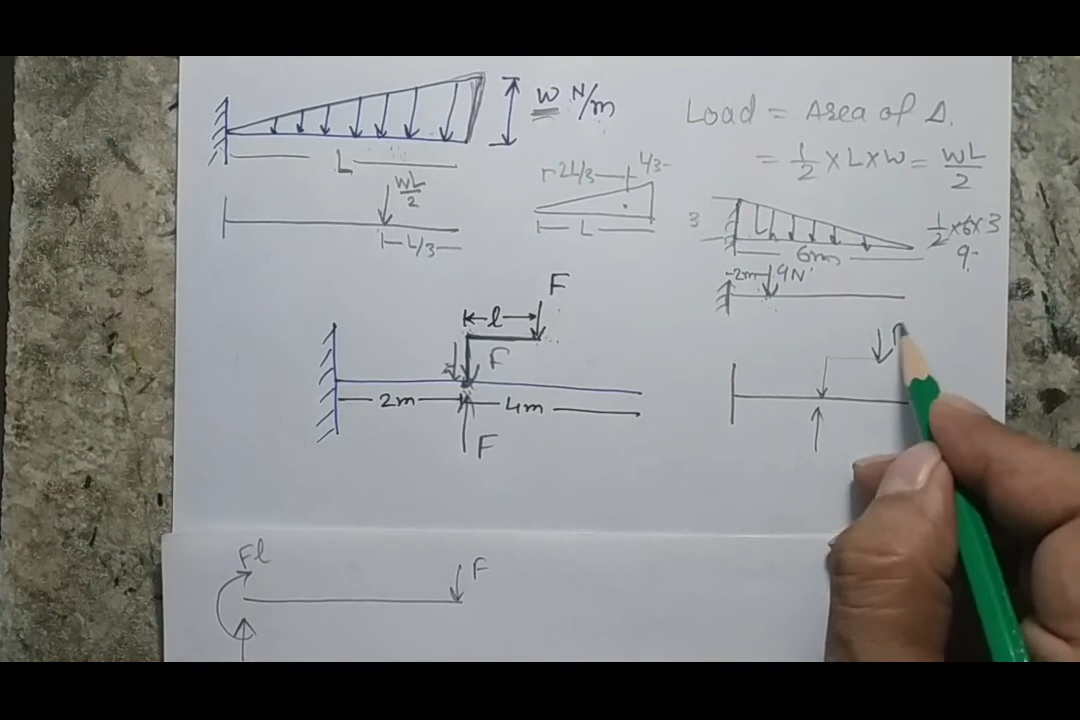 W N/m
Load = Area of Δ.
= 1/2 × L × W = WL/2
L
WL/2
L/3
2L/3 L/3
L
3
6m
1/2 × 6 × 3
9
2m 9N
F
l
F
2m 4m
F
Fl
F